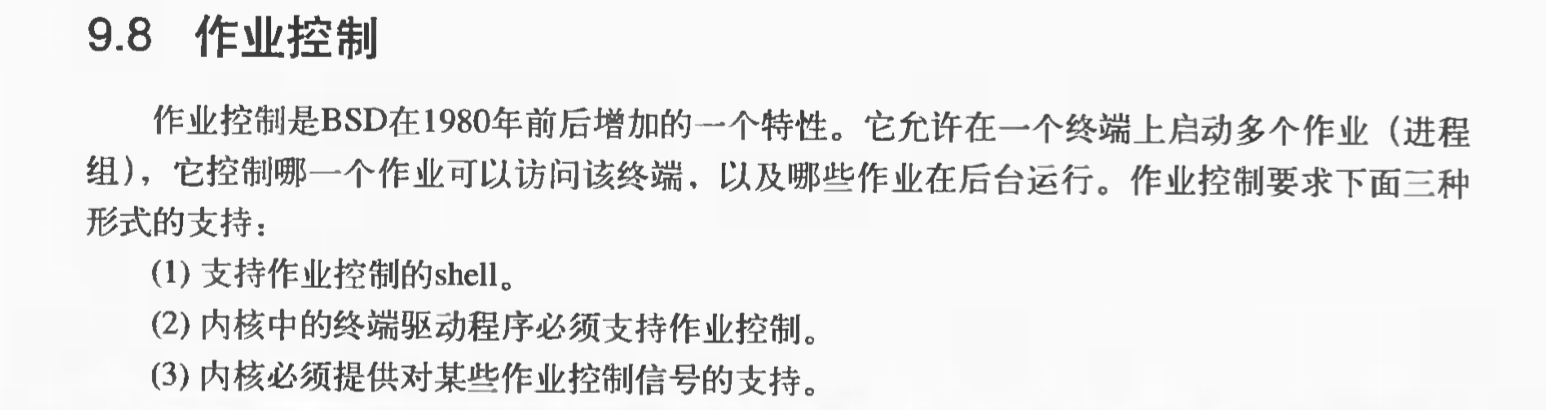 9.8 作业控制
作业控制是BSD在1980年前后增加的一个特性。它允许在一个终端上启动多个作业（进程
组），它控制哪一个作业可以访问该终端，以及哪些作业在后台运行。作业控制要求下面三种
形式的支持：
(1) 支持作业控制的shell。
(2) 内核中的终端驱动程序必须支持作业控制。
(3) 内核必须提供对某些作业控制信号的支持。